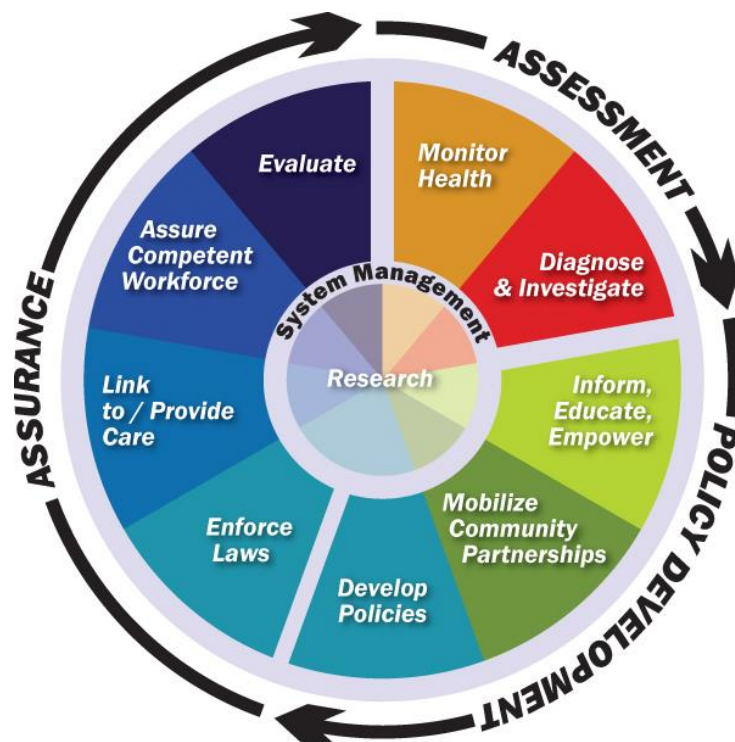 ASSESSMENT
POLICY DEVELOPMENT
ASSURANCE
Evaluate
Monitor
Health
Assure
Competent
Workforce
Diagnose
& Investigate
System Management
Research
Link
to / Provide
Care
Inform,
Educate,
Empower
Enforce
Laws
Mobilize
Community
Partnerships
Develop
Policies